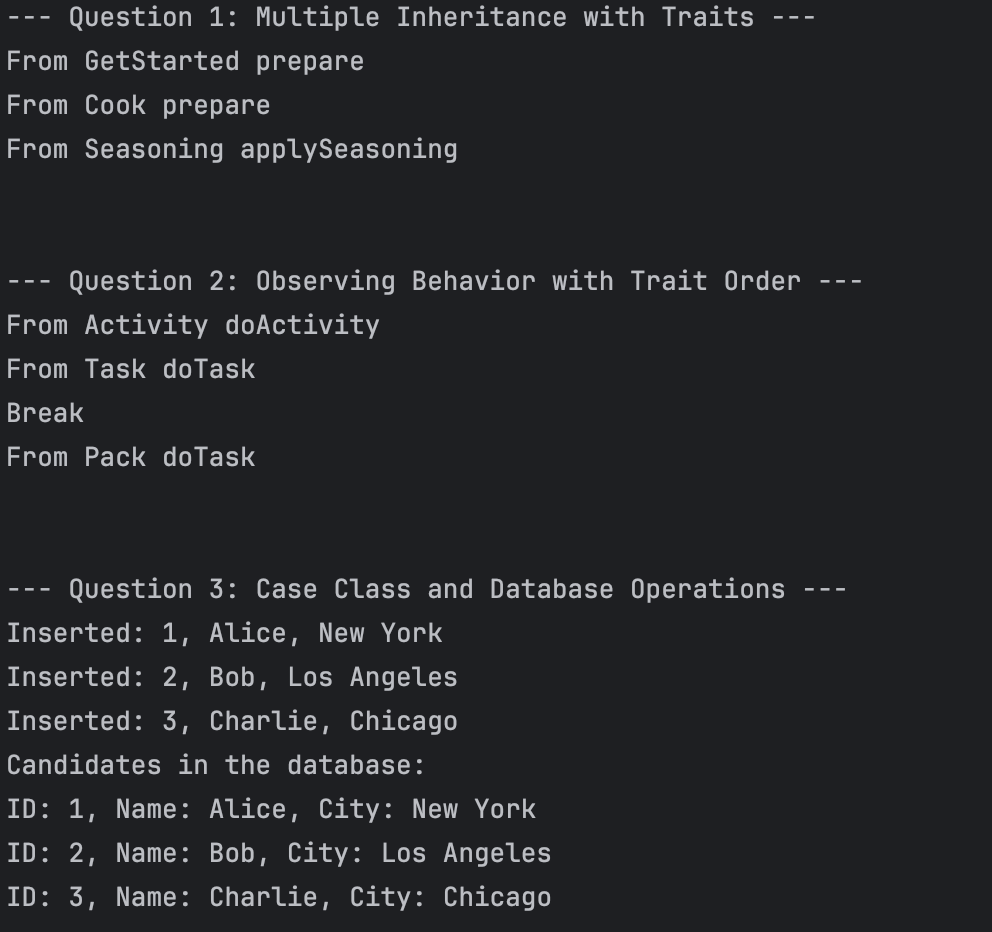 --- Question 1: Multiple Inheritance with Traits ---
From GetStarted prepare
From Cook prepare
From Seasoning applySeasoning
--- Question 2: Observing Behavior with Trait Order ---
From Activity doActivity
From Task doTask
Break
From Pack doTask
--- Question 3: Case Class and Database Operations ---
Inserted: 1, Alice, New York
Inserted: 2, Bob, Los Angeles
Inserted: 3, Charlie, Chicago
Candidates in the database:
ID: 1, Name: Alice, City: New York
ID: 2, Name: Bob, City: Los Angeles
ID: 3, Name: Charlie, City: Chicago